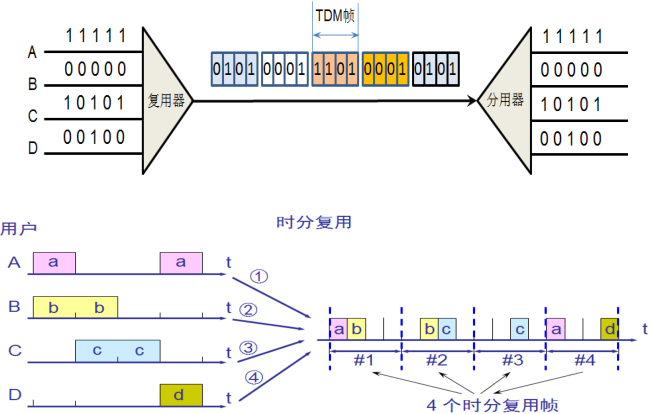 TDM帧
A 11111
B 00000
C 10101
D 00100
复用器
0101 0001 1101 0001 0101
分用器
11111
00000
10101
00100
时分复用
用户
A a a t ①
B b b t ②
C c c t ③
D d t ④
a b b c c a d t
#1 #2 #3 #4
4 个时分复用帧